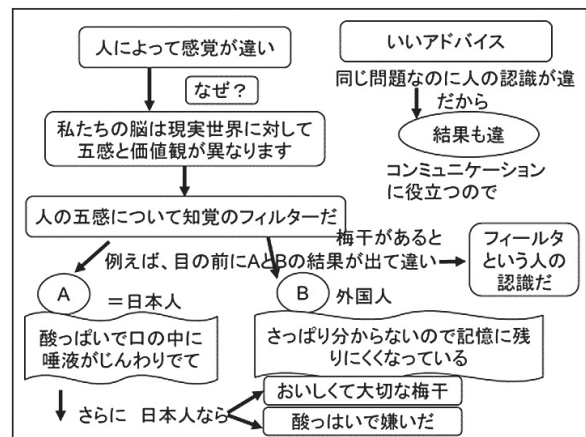 人によって感覚が違い
なぜ？
私たちの脳は現実世界に対して
五感と価値観が異なります
人の五感について知覚のフィルターだ
いいアドバイス
同じ問題なのに人の認識が違
だから
結果も違
コンミュニケーション
に役立つので
梅干があると
例えば、目の前にAとBの結果が出て違い
フィールタ
という人の
認識だ
A
＝日本人
酸っぱいで口の中に
唾液がじんわりでて
B
外国人
さっぱり分からないので記憶に残
りにくくなっている
さらに 日本人なら
おいしくて大切な梅干
酸っはいで嫌いだ